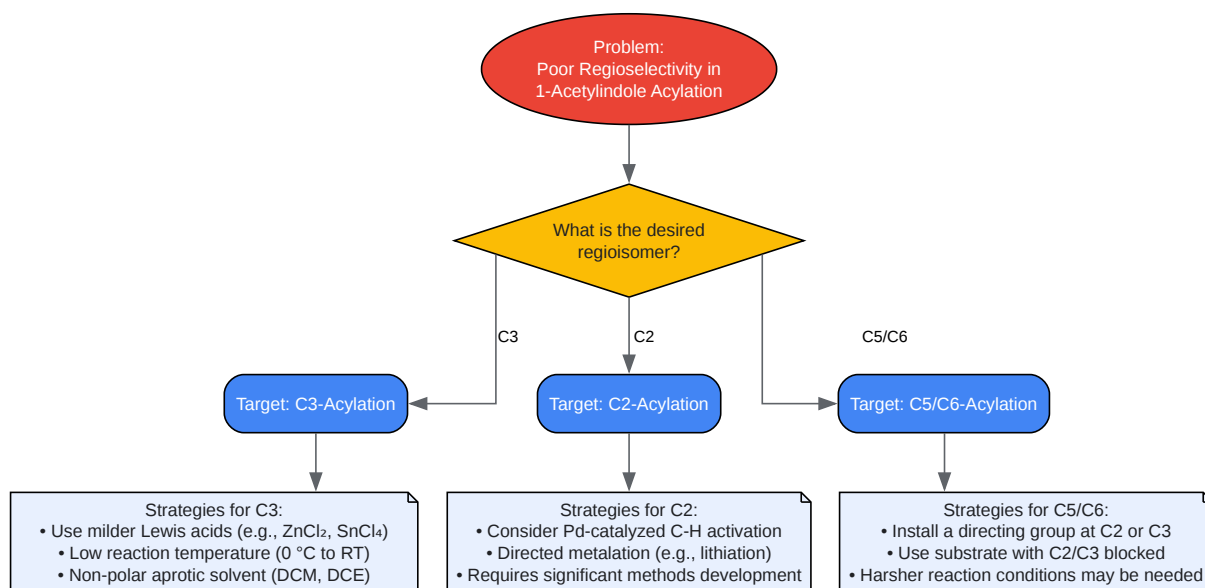 Problem:
Poor Regioselectivity in
1-Acetylindole Acylation
What is the desired
regioisomer?
C3
C2
C5/C6
Target: C3-Acylation
Target: C2-Acylation
Target: C5/C6-Acylation
Strategies for C3:
• Use milder Lewis acids (e.g., ZnCl₂, SnCl₄)
• Low reaction temperature (0 °C to RT)
• Non-polar aprotic solvent (DCM, DCE)
Strategies for C2:
• Consider Pd-catalyzed C-H activation
• Directed metalation (e.g., lithiation)
• Requires significant methods development
Strategies for C5/C6:
• Install a directing group at C2 or C3
• Use substrate with C2/C3 blocked
• Harsher reaction conditions may be needed